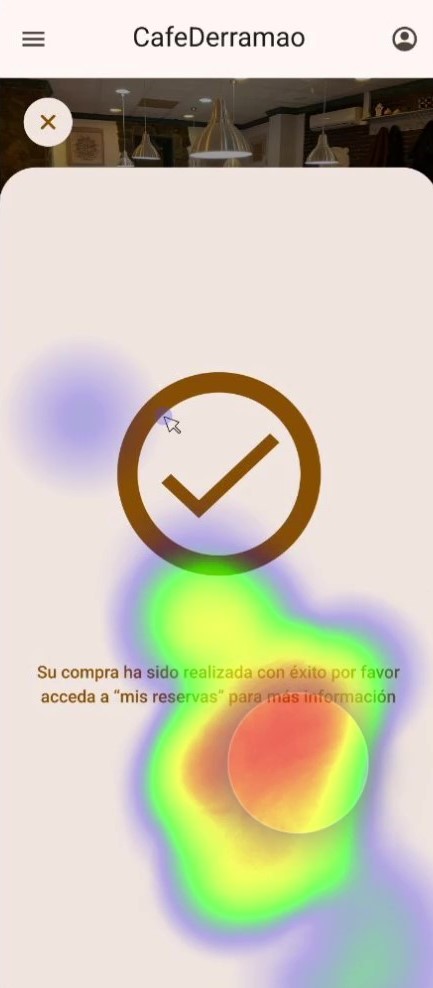 CafeDerramao
Su compra ha sido realizada con éxito por favor
acceda a “mis reservas” para más información